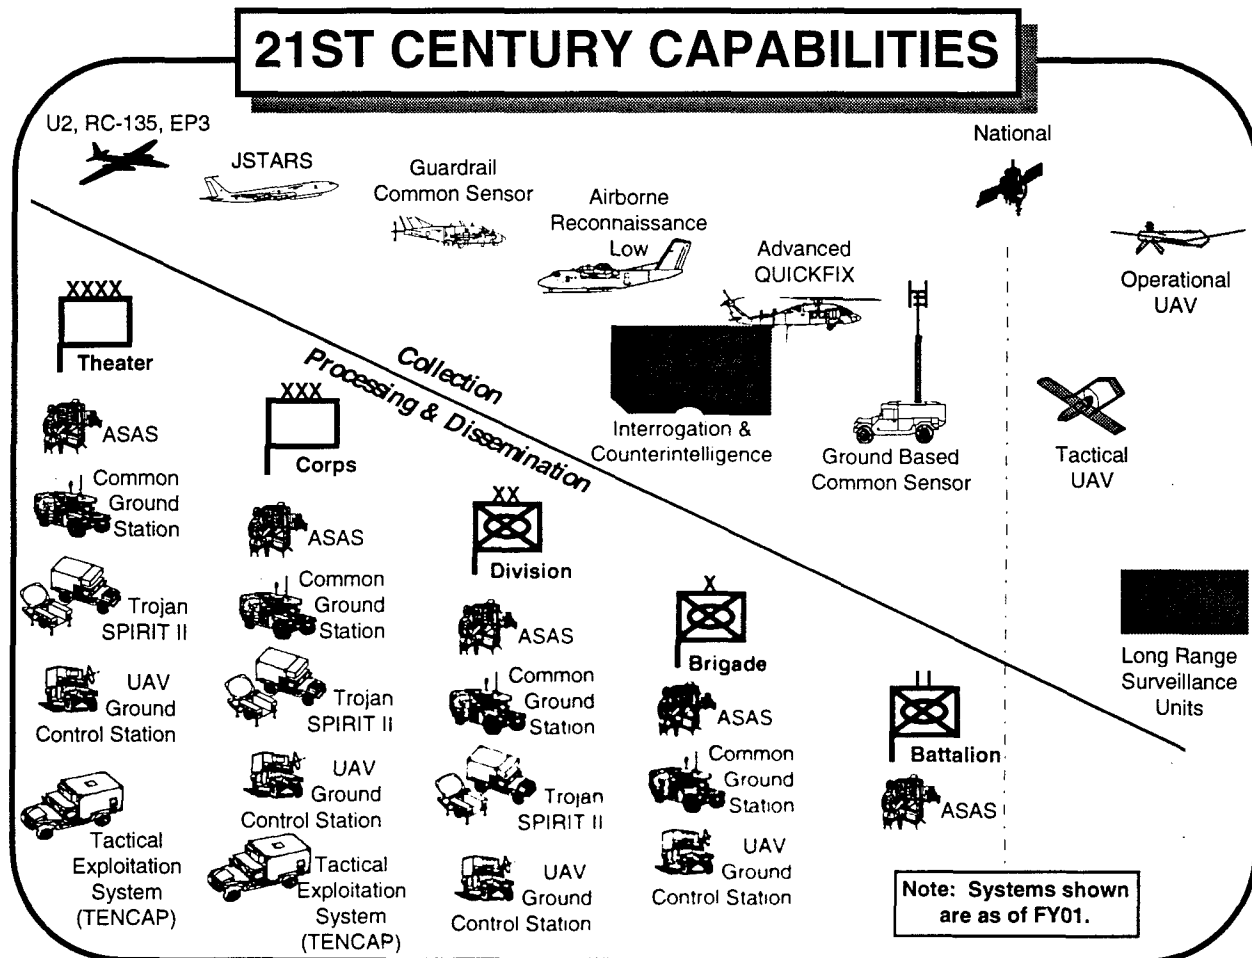 21ST CENTURY CAPABILITIES
U2, RC-135, EP3
JSTARS
Guardrail
Common Sensor
Airborne
Reconnaissance
Low
Advanced
QUICKFIX
National
Operational
UAV
Tactical
UAV
Interrogation &
Counterintelligence
Ground Based
Common Sensor
Long Range
Surveillance
Units
Collection
Processing & Dissemination
XXXX
Theater
ASAS
Common
Ground
Station
Trojan
SPIRIT II
UAV
Ground
Control Station
Tactical
Exploitation
System
(TENCAP)
XXX
Corps
ASAS
Common
Ground
Station
Trojan
SPIRIT II
UAV
Ground
Control Station
Tactical
Exploitation
System
(TENCAP)
XX
Division
ASAS
Common
Ground
Station
Trojan
SPIRIT II
UAV
Ground
Control Station
X
Brigade
ASAS
Common
Ground
Station
UAV
Ground
Control Station
II
Battalion
ASAS
Note: Systems shown
are as of FY01.